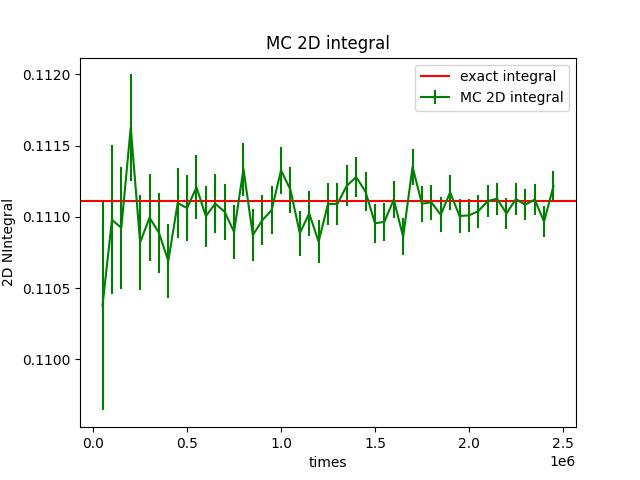 MC 2D integral
exact integral
MC 2D integral
0.1120
0.1115
0.1110
0.1105
0.1100
2D NIntegral
0.0
0.5
1.0
1.5
2.0
2.5
times
1e6